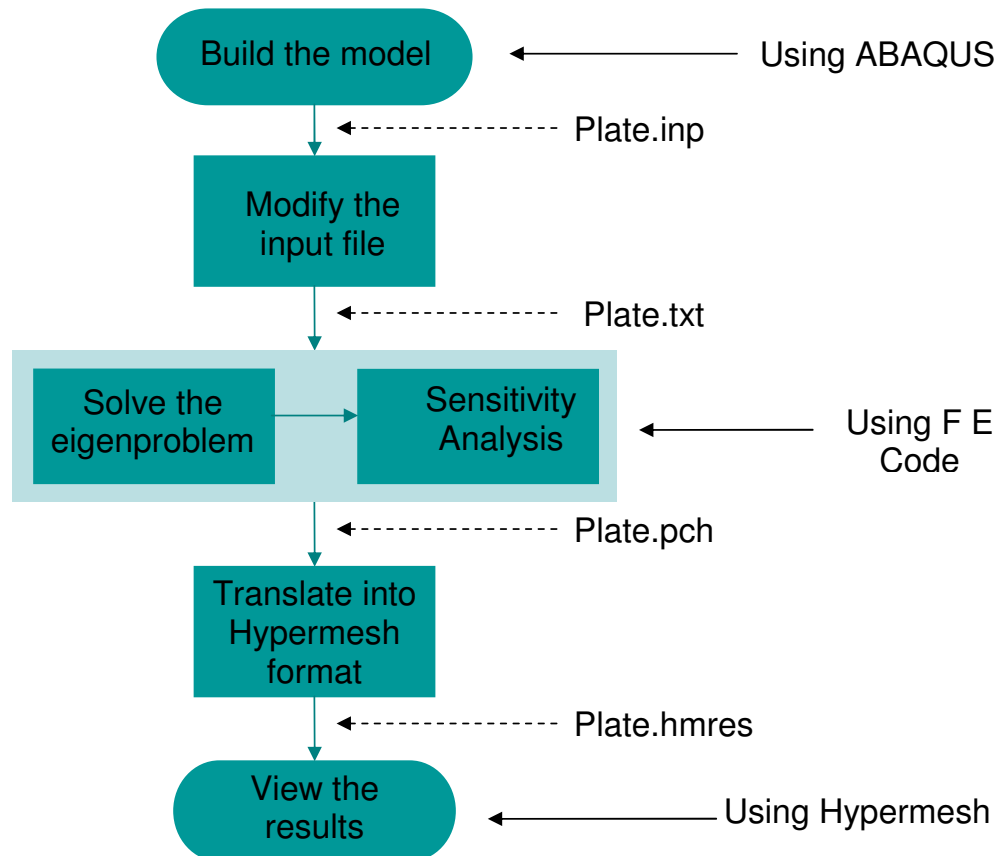 Build the model
Using ABAQUS
Plate.inp
Modify the
input file
Plate.txt
Solve the
eigenproblem
Sensitivity
Analysis
Using F E
Code
Plate.pch
Translate into
Hypermesh
format
Plate.hmres
View the
results
Using Hypermesh